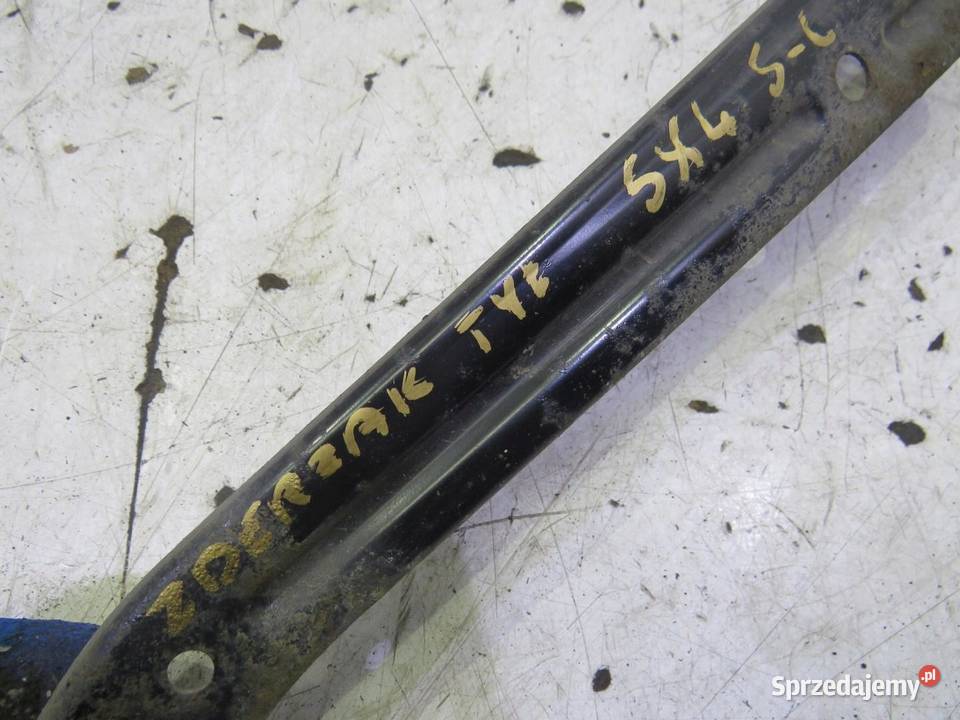 ZDERZAK TYŁ SX4 S-C
Sprzedajemy.pl